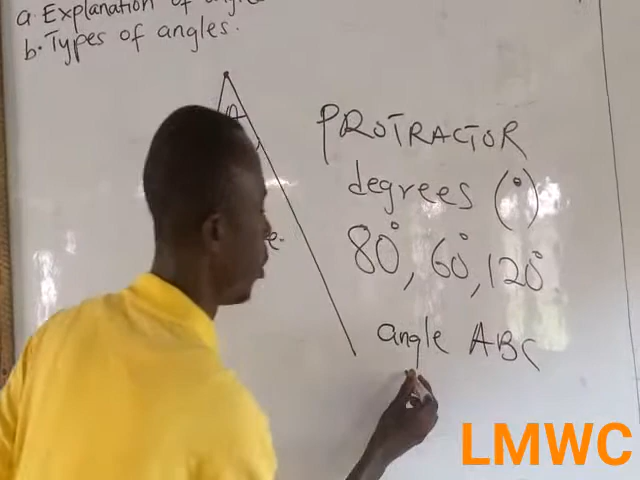 a. Explanation of
b. Types of angles.
A
PROTRACTOR
degrees (°)
80°, 60°, 120°
angle ABC
LMWC